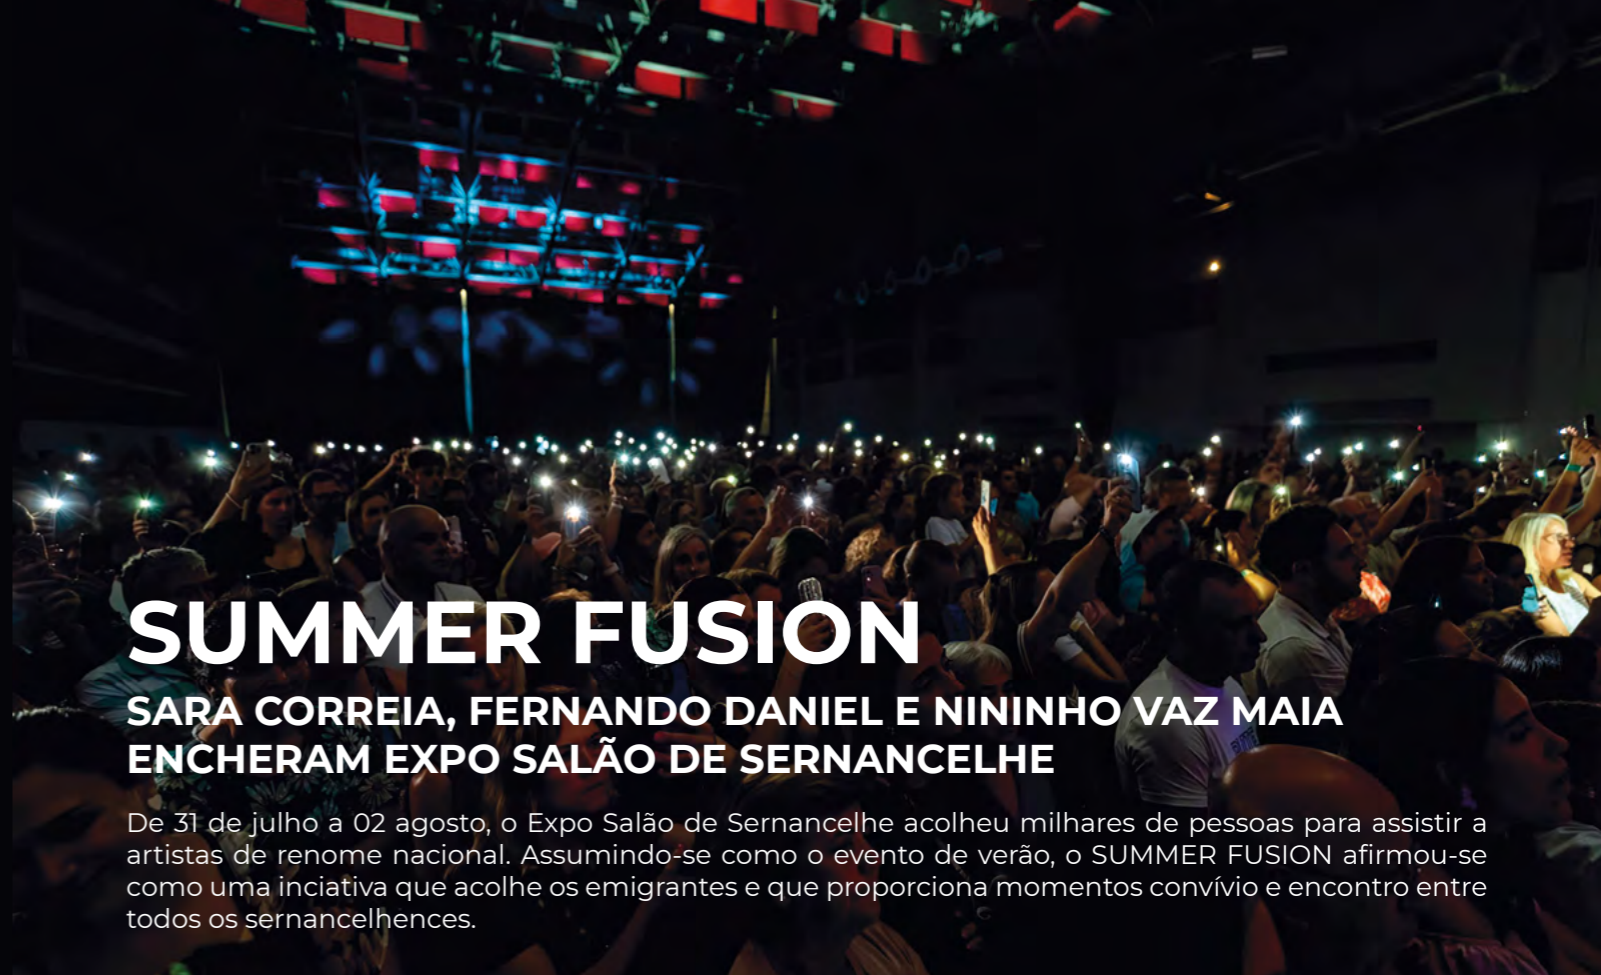 SUMMER FUSION
SARA CORREIA, FERNANDO DANIEL E NININHO VAZ MAIA
ENCHERAM EXPO SALÃO DE SERNANCELHE
De 31 de julho a 02 agosto, o Expo Salão de Sernancelhe acolheu milhares de pessoas para assistir a
artistas de renome nacional. Assumindo-se como o evento de verão, o SUMMER FUSION afirmou-se
como uma inciativa que acolhe os emigrantes e que proporciona momentos convívio e encontro entre
todos os sernancelhences.